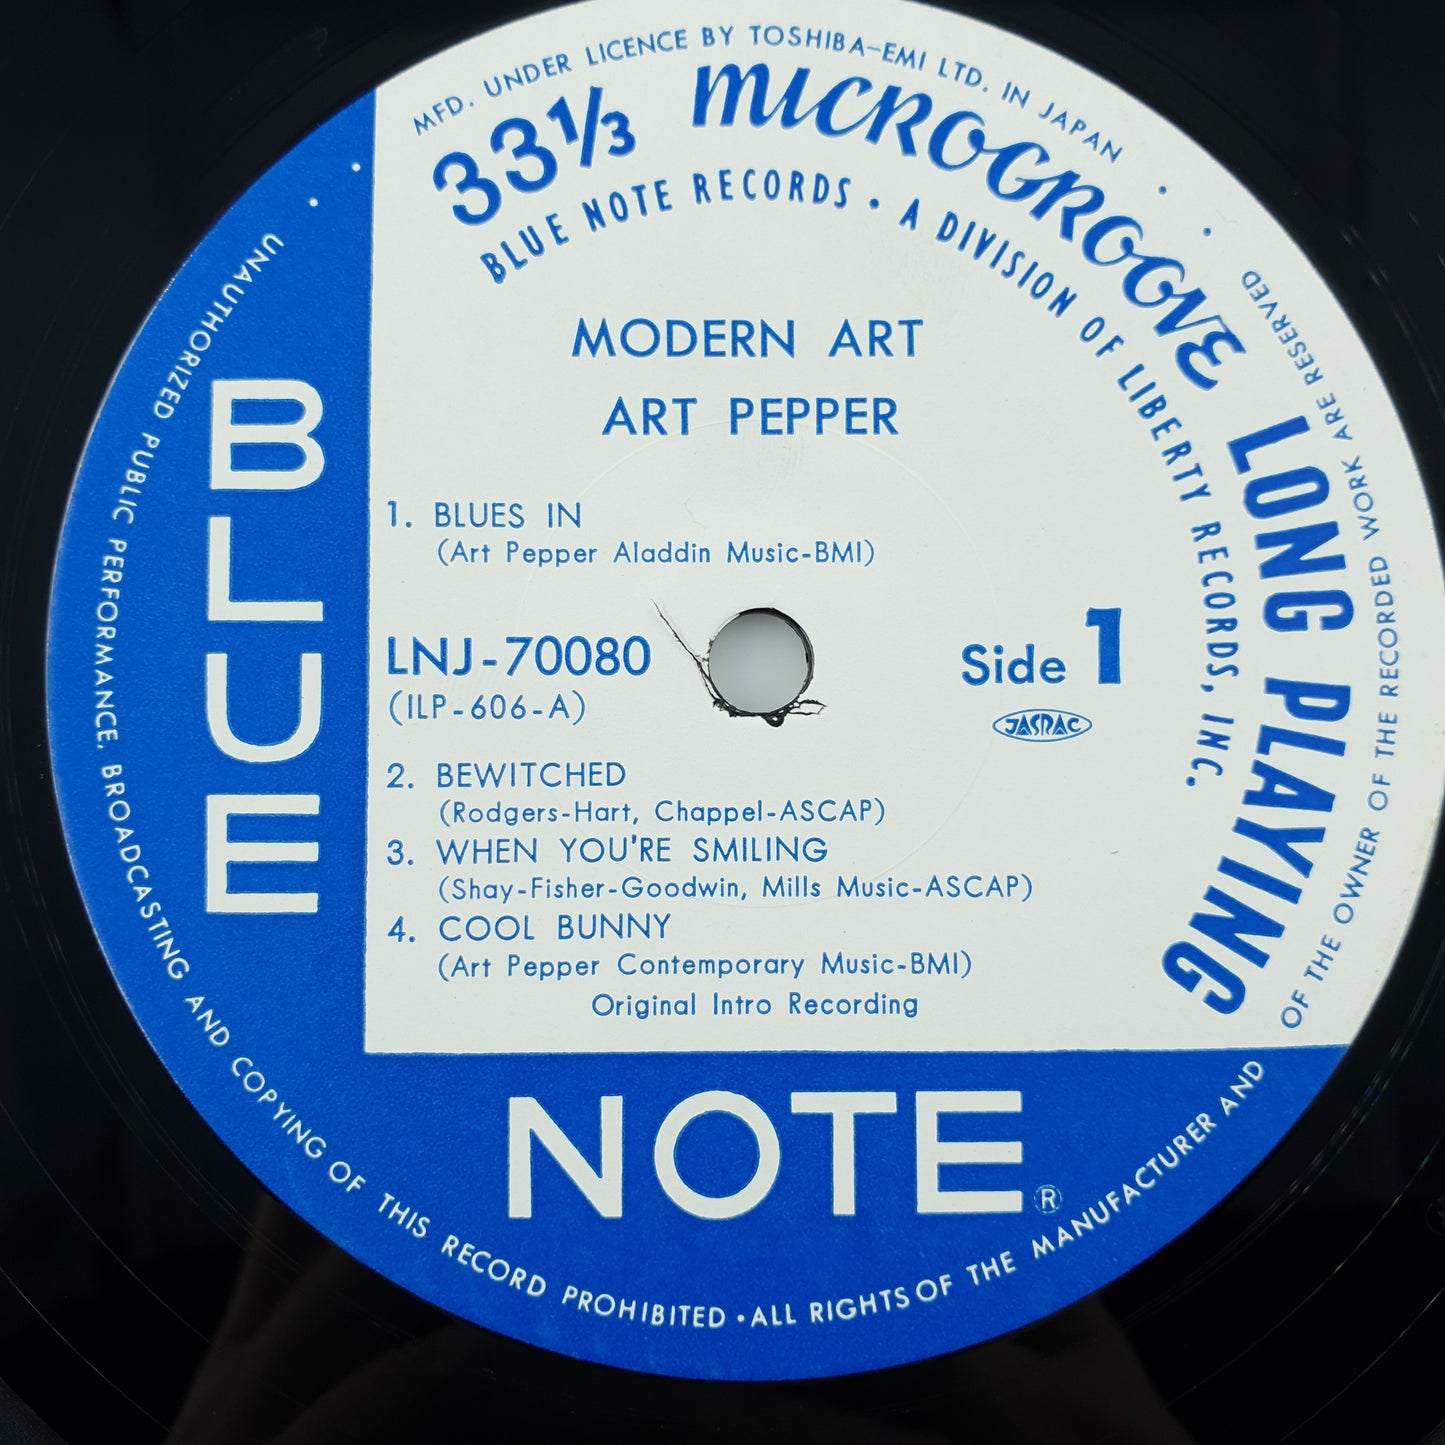 MFD. UNDER LICENCE BY TOSHIBA-EMI LTD. IN JAPAN
33 1/3 MICROGROOVE LONG PLAYING
BLUE NOTE RECORDS • A DIVISION OF LIBERTY RECORDS, INC.
MODERN ART
ART PEPPER
1. BLUES IN
(Art Pepper Aladdin Music-BMI)
LNJ-70080
(ILP-606-A)
Side 1
JASRAC
2. BEWITCHED
(Rodgers-Hart, Chappel-ASCAP)
3. WHEN YOU'RE SMILING
(Shay-Fisher-Goodwin, Mills Music-ASCAP)
4. COOL BUNNY
(Art Pepper Contemporary Music-BMI)
Original Intro Recording
BLUE
NOTE ®
UNAUTHORIZED PUBLIC PERFORMANCE, BROADCASTING AND COPYING OF THIS RECORD PROHIBITED • ALL RIGHTS OF THE MANUFACTURER AND OF THE OWNER OF THE RECORDED WORK ARE RESERVED